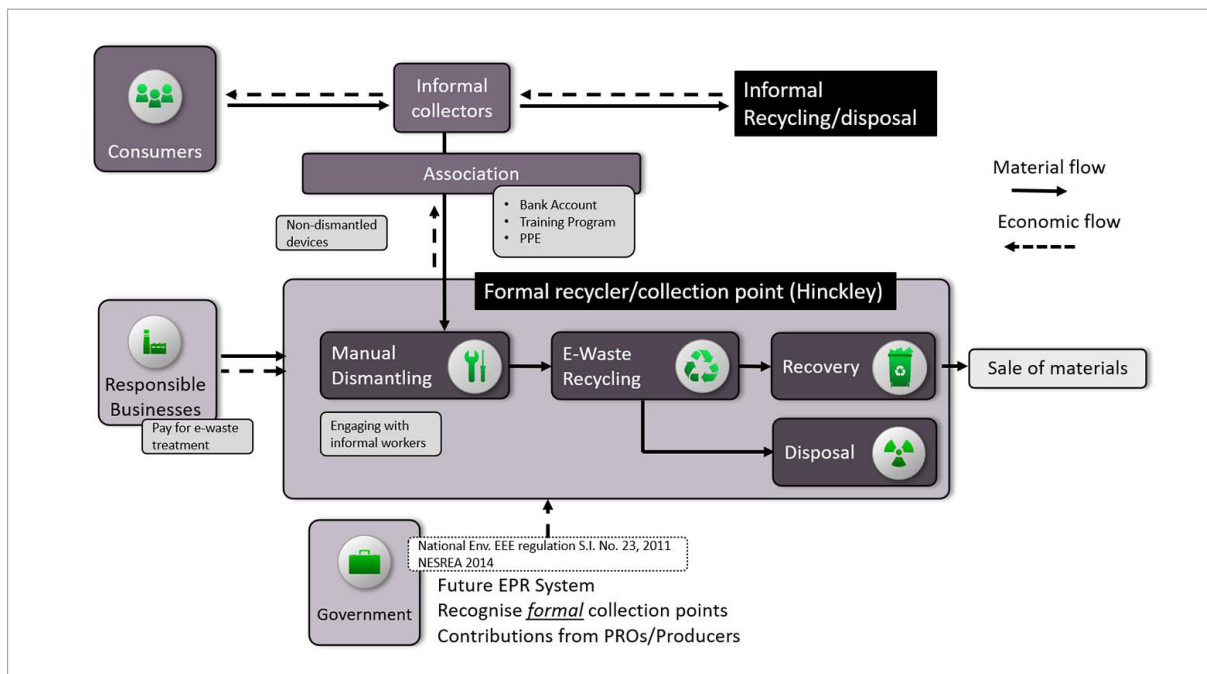 Consumers
Informal
collectors
Informal
Recycling/disposal
Association
• Bank Account
• Training Program
• PPE
Non-dismantled
devices
Material flow
Economic flow
Formal recycler/collection point (Hinckley)
Responsible
Businesses
Pay for e-waste
treatment
Manual
Dismantling
Engaging with
informal workers
E-Waste
Recycling
Recovery
Disposal
Sale of materials
Government
National Env. EEE regulation S.I. No. 23, 2011
NESREA 2014
Future EPR System
Recognise formal collection points
Contributions from PROs/Producers